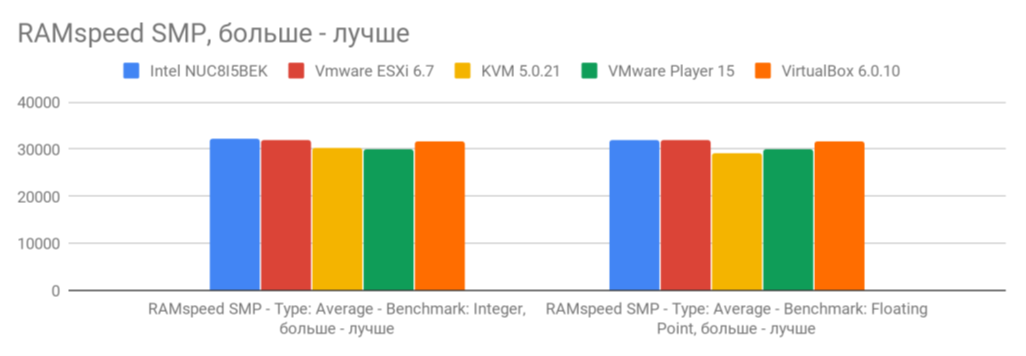 RAMspeed SMP, больше - лучше
Intel NUC8I5BEK Vmware ESXi 6.7 KVM 5.0.21 VMware Player 15 VirtualBox 6.0.10
40000
30000
20000
10000
0
RAMspeed SMP - Type: Average - Benchmark: Integer,
больше - лучше
RAMspeed SMP - Type: Average - Benchmark: Floating
Point, больше - лучше